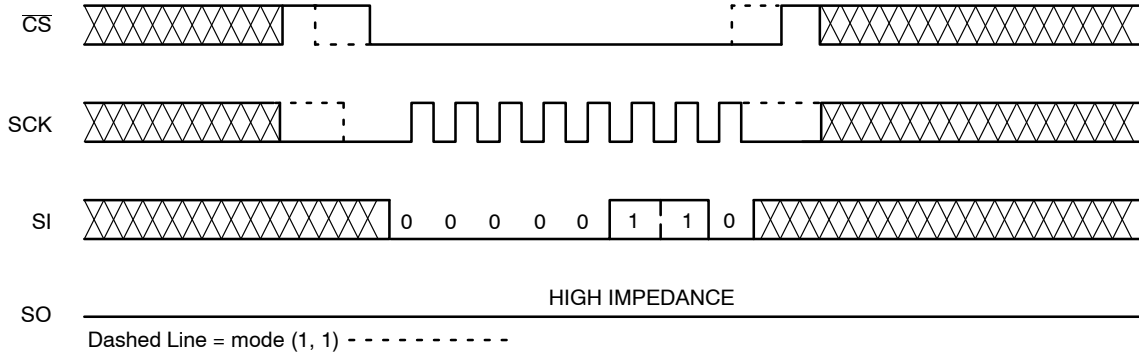 CS
SCK
SI 0 0 0 0 0 1 1 0
HIGH IMPEDANCE
SO
Dashed Line = mode (1, 1)